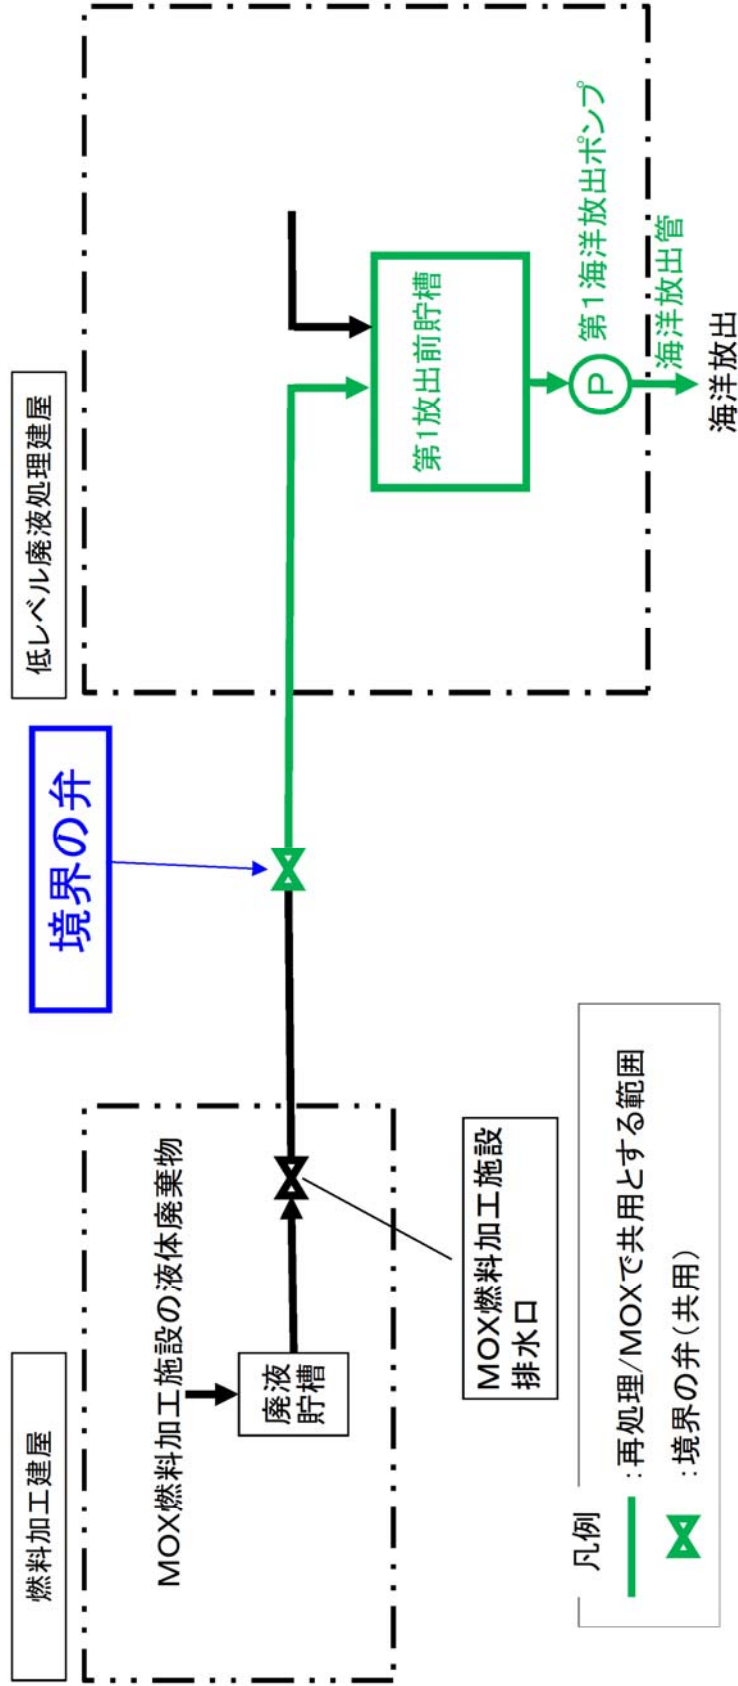 燃料加工建屋
MOX燃料加工施設の液体廃棄物
廃液
貯槽
MOX燃料加工施設
排水口
境界の弁
低レベル廃液処理建屋
第1放出前貯槽
P
第1海洋放出ポンプ
海洋放出管
海洋放出
凡例
:再処理/MOXで共用とする範囲
:境界の弁(共用)